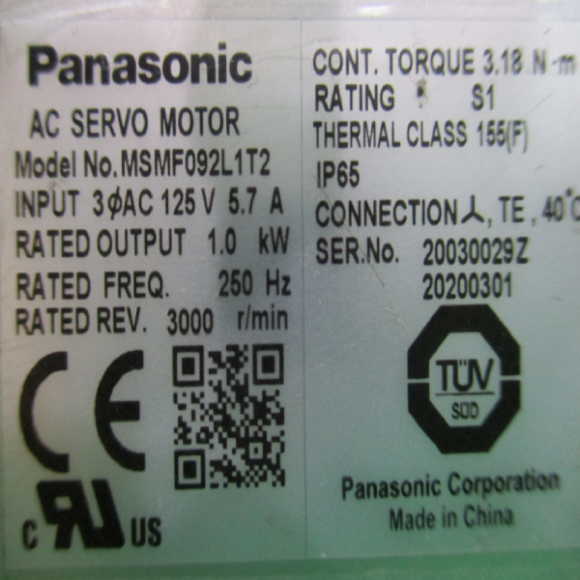 Panasonic
AC SERVO MOTOR
Model No. MSMF092L1T2
INPUT 3ϕAC 125 V 5.7 A
RATED OUTPUT 1.0 kW
RATED FREQ. 250 Hz
RATED REV. 3000 r/min
CONT. TORQUE 3.18 N·m
RATING S1
THERMAL CLASS 155(F)
IP65
CONNECTION 人, TE, 40°C
SER.No. 20030029Z
20200301
CE
c RU US
TÜV
SÜD
Panasonic Corporation
Made in China